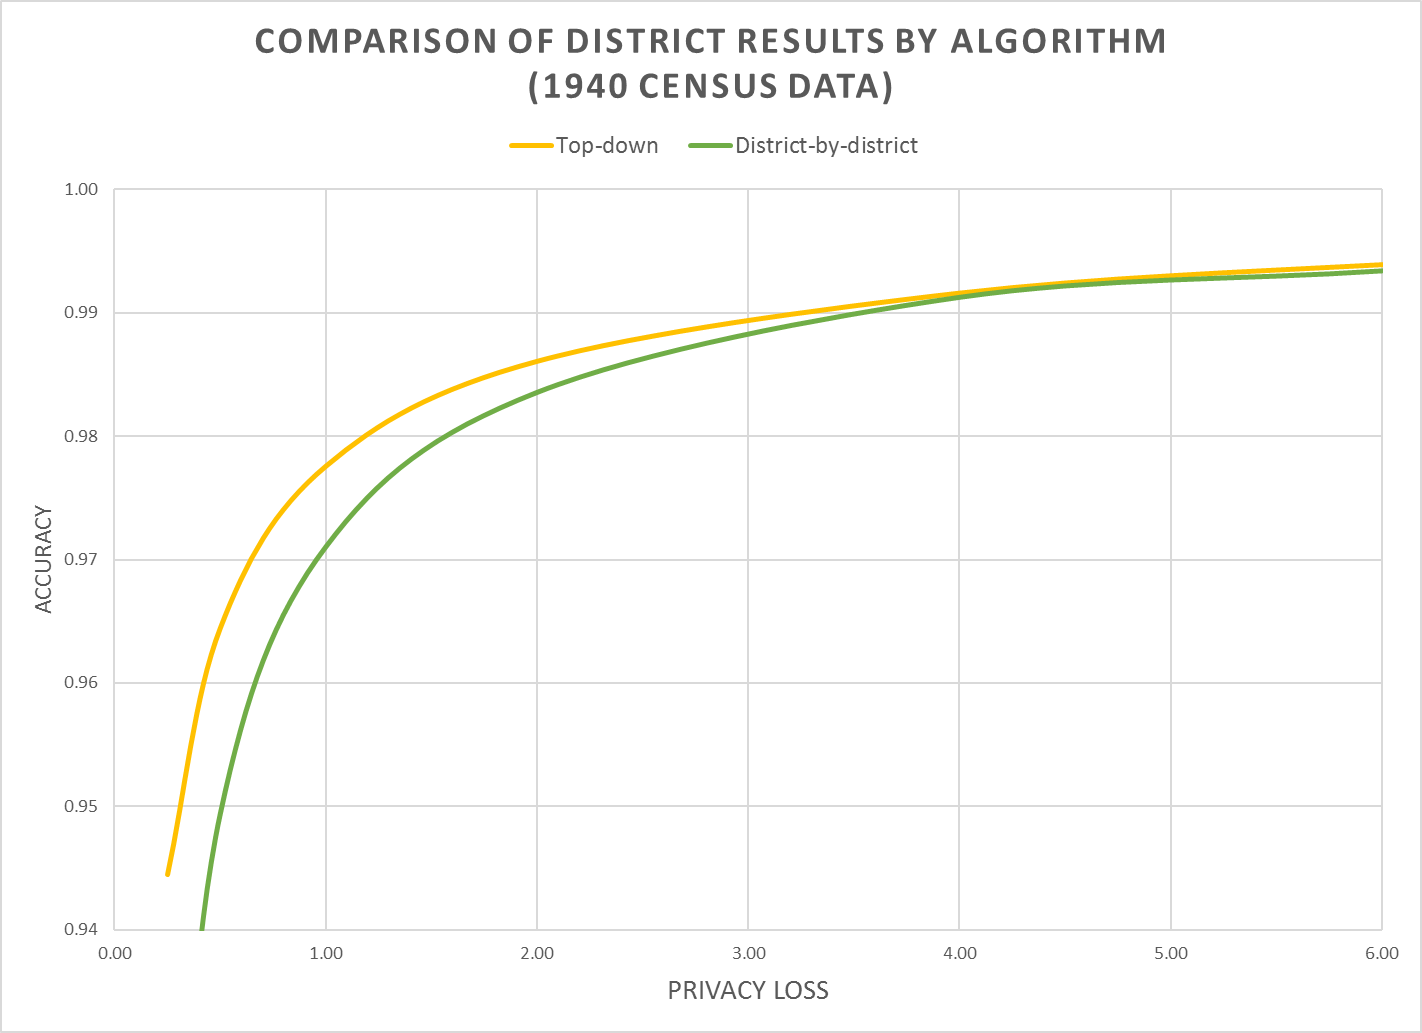 COMPARISON OF DISTRICT RESULTS BY ALGORITHM
(1940 CENSUS DATA)
Top-down District-by-district
1.00
0.99
0.98
0.97
0.96
0.95
0.94
ACCURACY
0.00 1.00 2.00 3.00 4.00 5.00 6.00
PRIVACY LOSS